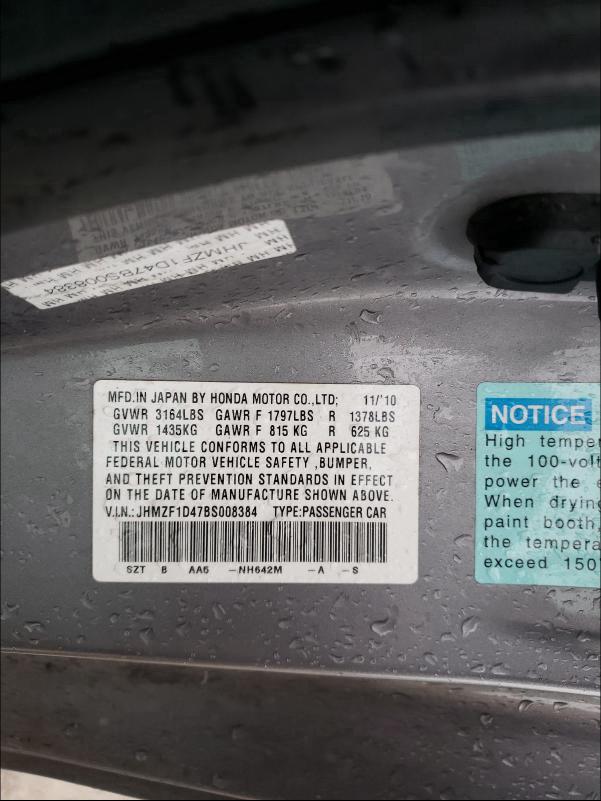 JHMZF1D47BS008384
MFD.IN JAPAN BY HONDA MOTOR CO.,LTD; 11/'10
GVWR 3164LBS GAWR F 1797LBS R 1378LBS
GVWR 1435KG GAWR F 815 KG R 625 KG
THIS VEHICLE CONFORMS TO ALL APPLICABLE
FEDERAL MOTOR VEHICLE SAFETY ,BUMPER,
AND THEFT PREVENTION STANDARDS IN EFFECT
ON THE DATE OF MANUFACTURE SHOWN ABOVE.
V.I.N.:JHMZF1D47BS008384 TYPE:PASSENGER CAR
SZT B AA5 -NH642M -A -S
NOTICE
High temper
the 100-volt
power the e
When drying
paint booth,
the tempera
exceed 150